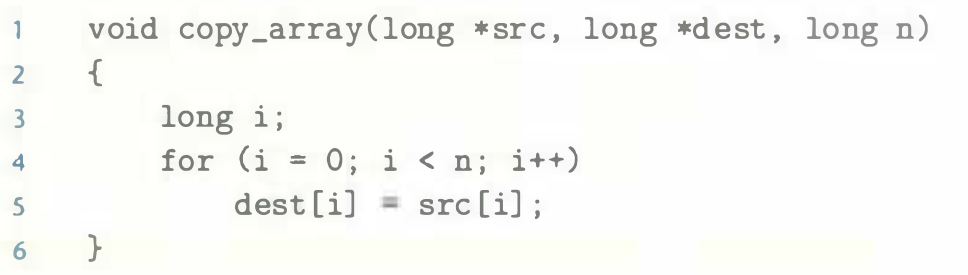 1 void copy_array(long *src, long *dest, long n)
2 {
3 long i;
4 for (i = 0; i < n; i++)
5 dest[i] = src[i];
6 }